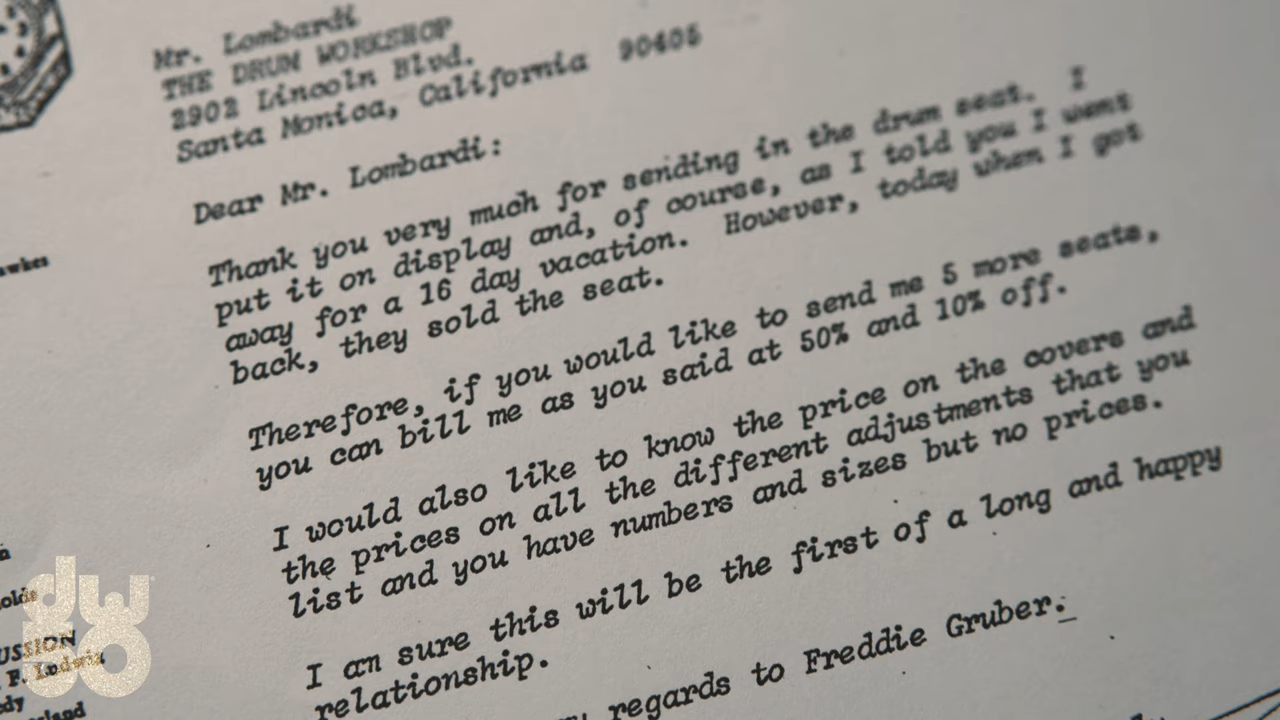 Mr. Lombardi
THE DRUM WORKSHOP
2902 Lincoln Blvd.
Santa Monica, California 90405
Dear Mr. Lombardi:
Thank you very much for sending in the drum seat. I
put it on display and, of course, as I told you I went
away for a 16 day vacation. However, today when I got
back, they sold the seat.
Therefore, if you would like to send me 5 more seats,
you can bill me as you said at 50% and 10% off.
I would also like to know the price on the covers and
the prices on all the different adjustments that you
list and you have numbers and sizes but no prices.
I am sure this will be the first of a long and happy
relationship.
regards to Freddie Gruber.
USSION
F. Ludwig
dw
50